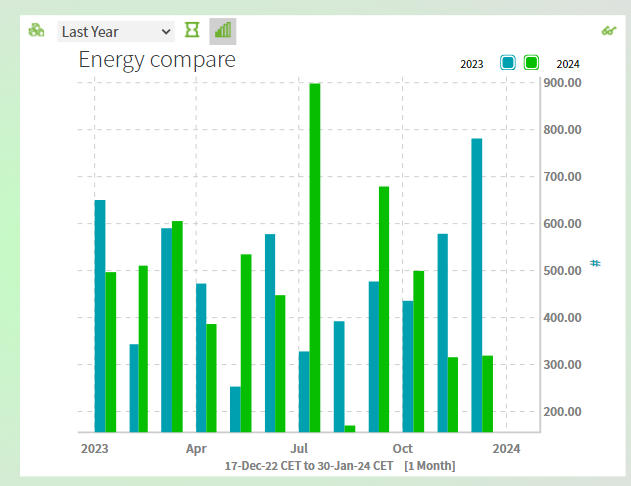 Last Year
Energy compare
2023 2024
900.00
800.00
700.00
600.00
500.00
#
400.00
300.00
200.00
2023 Apr Jul Oct 2024
17-Dec-22 CET to 30-Jan-24 CET [1 Month]